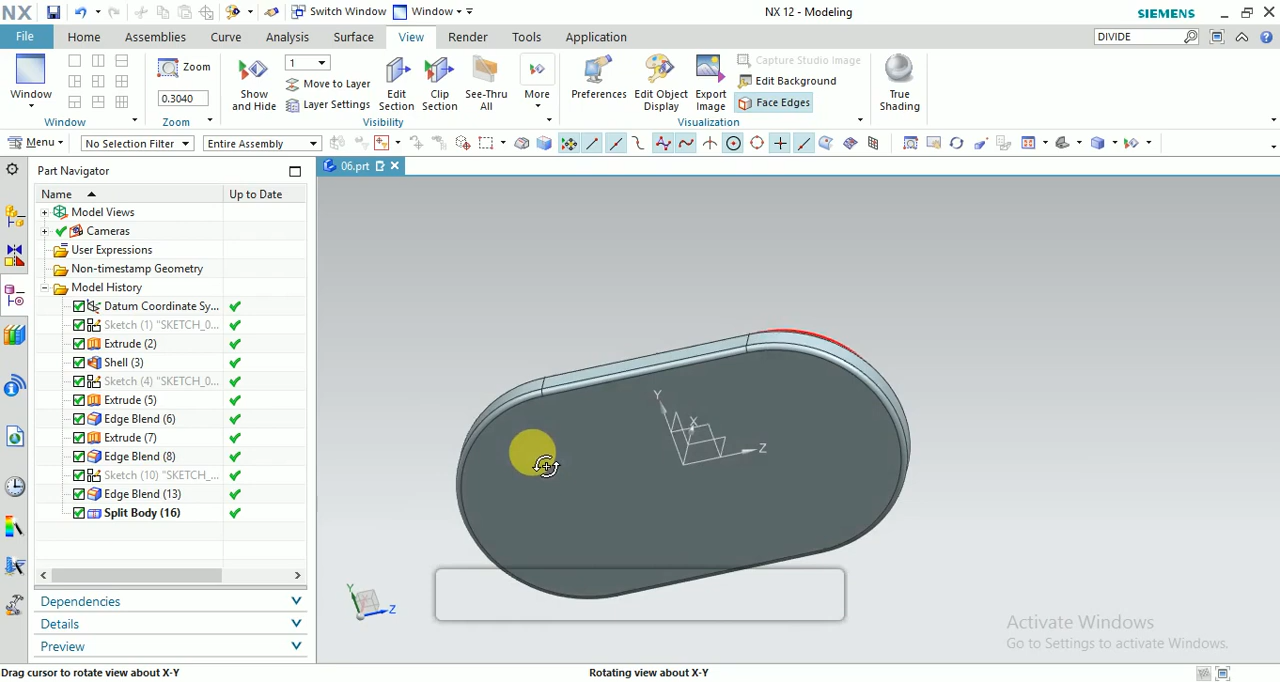 NX
Switch Window
Window
NX 12 - Modeling
SIEMENS
File
Home
Assemblies
Curve
Analysis
Surface
View
Render
Tools
Application
DIVIDE
Window
Zoom
0.3040
Show and Hide
1
Move to Layer
Layer Settings
Edit Section
Clip Section
See-Thru All
More
Preferences
Edit Object Display
Export Image
Capture Studio Image
Edit Background
Face Edges
True Shading
Window
Zoom
Visibility
Visualization
Menu
No Selection Filter
Entire Assembly
Part Navigator
06.prt
Name
Up to Date
Model Views
Cameras
User Expressions
Non-timestamp Geometry
Model History
Datum Coordinate Sy...
Sketch (1) "SKETCH_0...
Extrude (2)
Shell (3)
Sketch (4) "SKETCH_0...
Extrude (5)
Edge Blend (6)
Extrude (7)
Edge Blend (8)
Sketch (10) "SKETCH_...
Edge Blend (13)
Split Body (16)
Dependencies
Details
Preview
Y
X
Z
Y
Z
Activate Windows
Go to Settings to activate Windows.
Drag cursor to rotate view about X-Y
Rotating view about X-Y